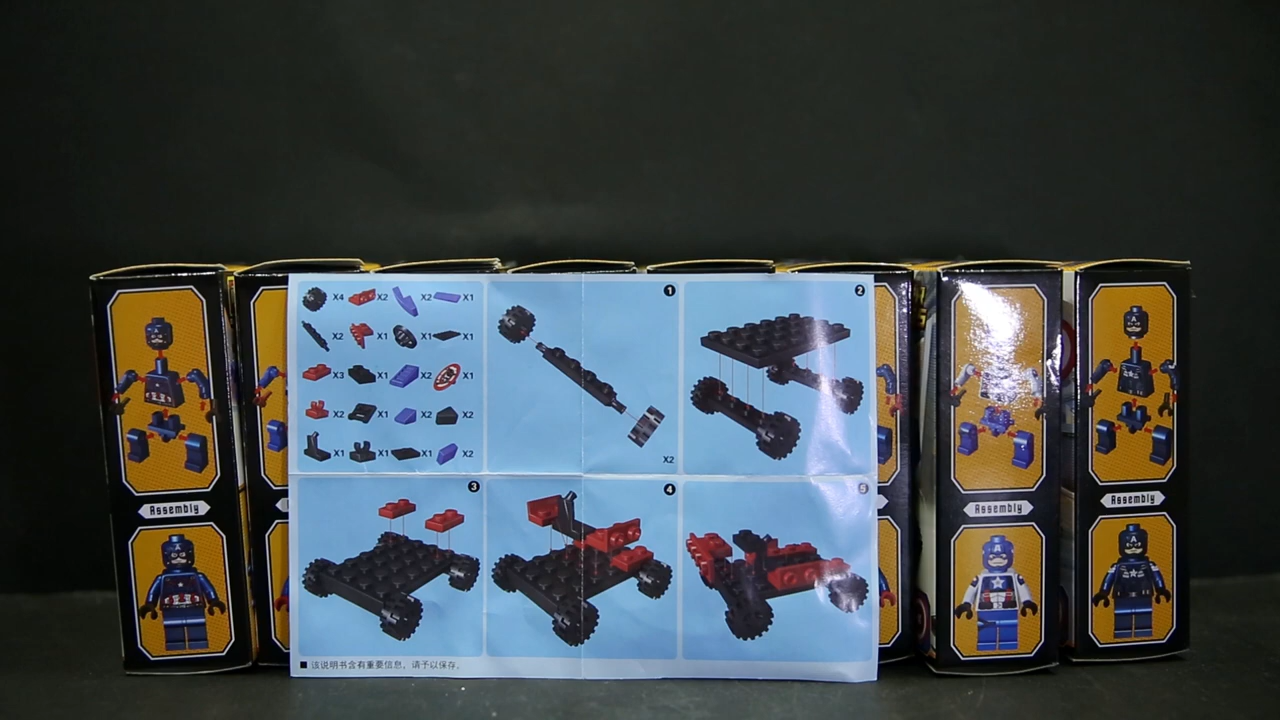 X4 X2 X2 X1
X2 X1 X1 X1
X3 X1 X2 X1
X2 X1 X2 X2
X1 X1 X1 X2
1
X2
2
3
4
5
■ 该说明书含有重要信息，请予以保存。
Assembly
Assembly
Assembly